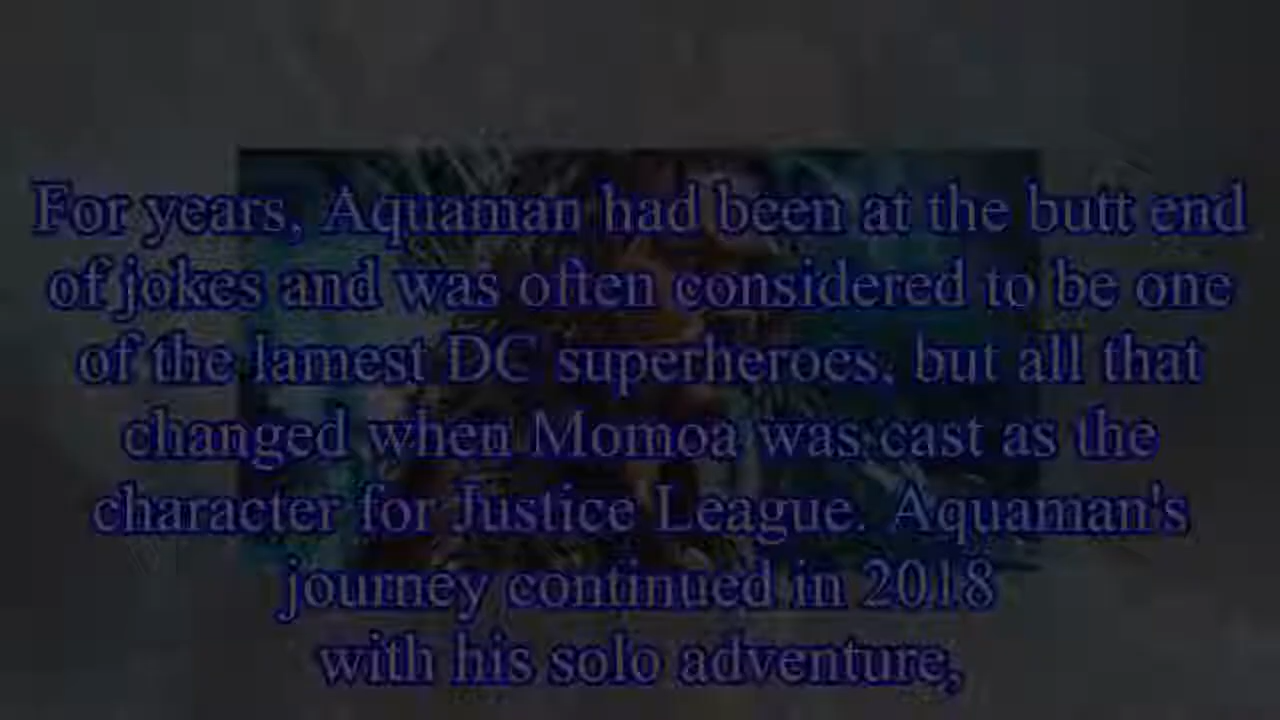 For years, Aquaman had been at the butt end
of jokes and was often considered to be one
of the lamest DC superheroes, but all that
changed when Momoa was cast as the
character for Justice League. Aquaman's
journey continued in 2018
with his solo adventure,